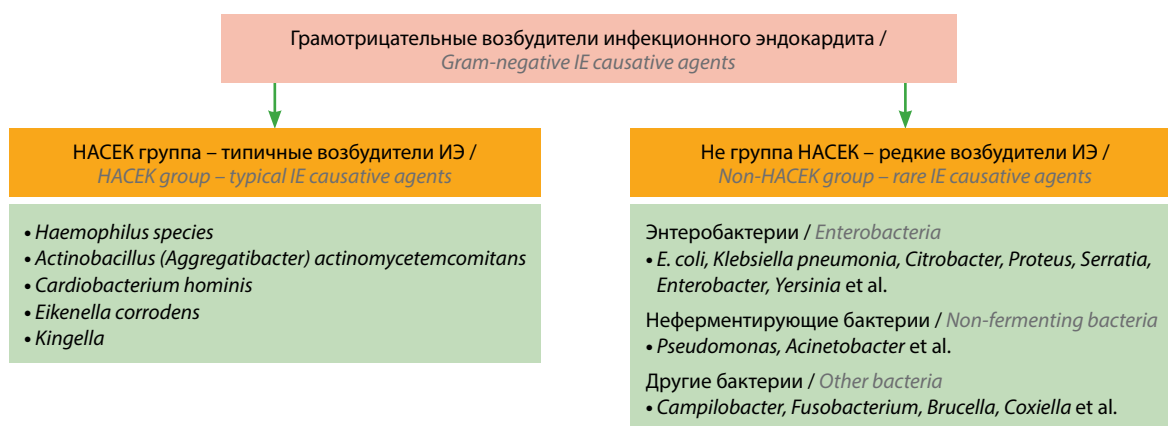 Грамотрицательные возбудители инфекционного эндокардита /
Gram-negative IE causative agents
HACEK группа – типичные возбудители ИЭ /
HACEK group – typical IE causative agents
• Haemophilus species
• Actinobacillus (Aggregatibacter) actinomycetemcomitans
• Cardiobacterium hominis
• Eikenella corrodens
• Kingella
Не группа HACEK – редкие возбудители ИЭ /
Non-HACEK group – rare IE causative agents
Энтеробактерии / Enterobacteria
• E. coli, Klebsiella pneumonia, Citrobacter, Proteus, Serratia,
Enterobacter, Yersinia et al.
Неферментирующие бактерии / Non-fermenting bacteria
• Pseudomonas, Acinetobacter et al.
Другие бактерии / Other bacteria
• Campilobacter, Fusobacterium, Brucella, Coxiella et al.